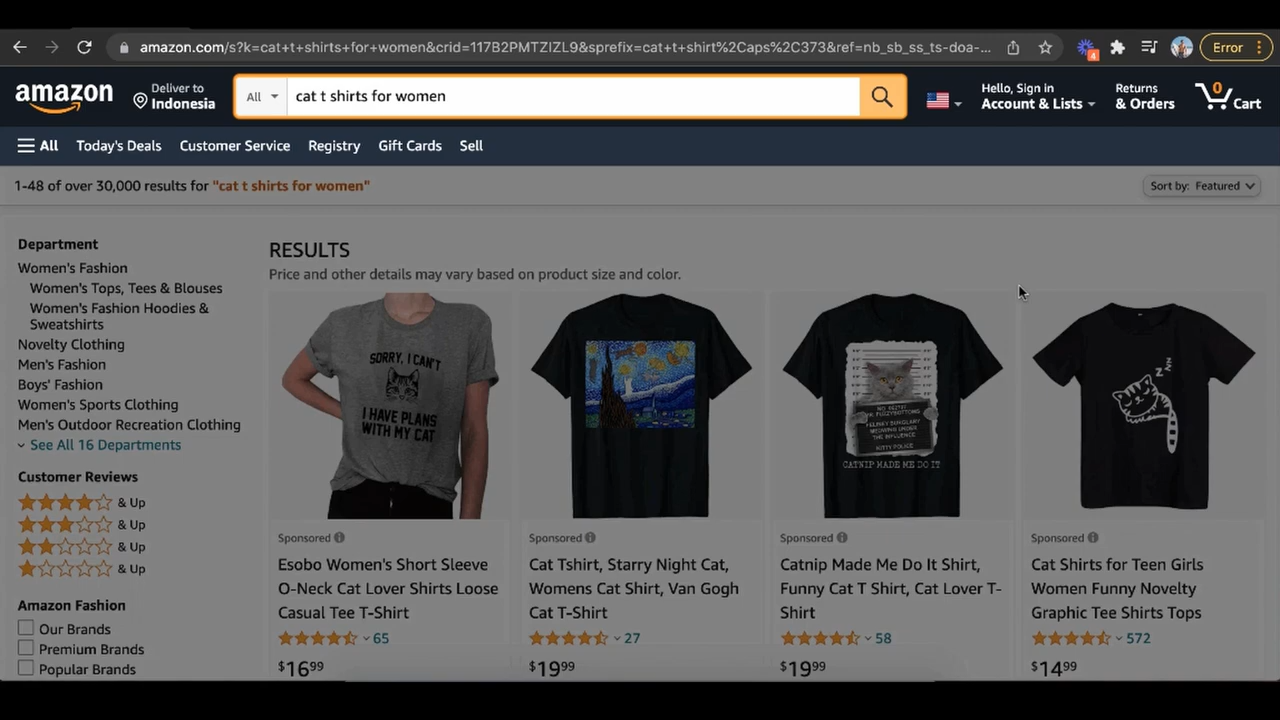 amazon.com/s?k=cat+t+shirts+for+women&crid=117B2PMTZIZL9&sprefix=cat+t+shirt%2Caps%2C373&ref=nb_sb_ss_ts-doa-...
4
Error
amazon
Deliver to
Indonesia
All
cat t shirts for women
Hello, Sign in
Account & Lists
Returns
& Orders
0
Cart
All
Today's Deals
Customer Service
Registry
Gift Cards
Sell
1-48 of over 30,000 results for "cat t shirts for women"
Sort by: Featured
Department
Women's Fashion
Women's Tops, Tees & Blouses
Women's Fashion Hoodies &
Sweatshirts
Novelty Clothing
Men's Fashion
Boys' Fashion
Women's Sports Clothing
Men's Outdoor Recreation Clothing
See All 16 Departments
Customer Reviews
& Up
& Up
& Up
& Up
Amazon Fashion
Our Brands
Premium Brands
Popular Brands
RESULTS
Price and other details may vary based on product size and color.
SORRY, I CAN'T
I HAVE PLANS
WITH MY CAT
Sponsored
Esobo Women's Short Sleeve
O-Neck Cat Lover Shirts Loose
Casual Tee T-Shirt
65
$16.99
Sponsored
Cat Tshirt, Starry Night Cat,
Womens Cat Shirt, Van Gogh
Cat T-Shirt
27
$19.99
MEOWING UNDER
THE INFLUENCE
KITTY POLICE
CATNIP MADE ME DO IT
Sponsored
Catnip Made Me Do It Shirt,
Funny Cat T Shirt, Cat Lover T-
Shirt
58
$19.99
Z Z Z
Sponsored
Cat Shirts for Teen Girls
Women Funny Novelty
Graphic Tee Shirts Tops
572
$14.99